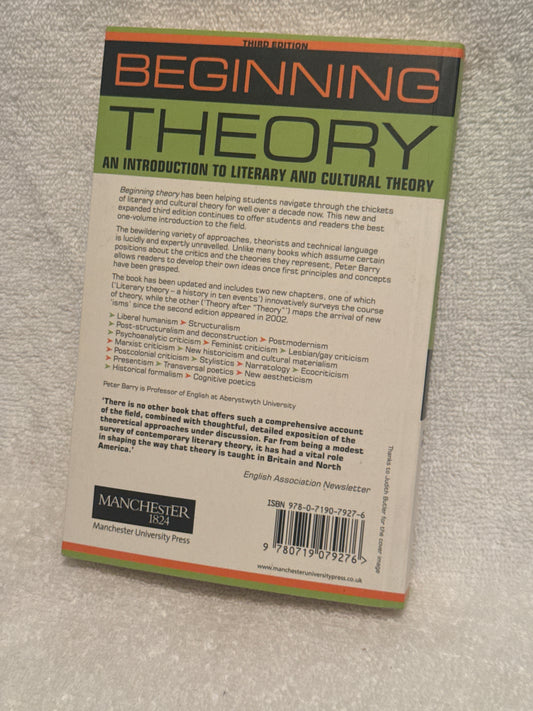 THIRD EDITION
BEGINNING
THEORY
AN INTRODUCTION TO LITERARY AND CULTURAL THEORY
Beginning theory has been helping students navigate through the thickets
of literary and cultural theory for well over a decade now. This new and
expanded third edition continues to offer students and readers the best
one-volume introduction to the field.
The bewildering variety of approaches, theorists and technical language
is lucidly and expertly unravelled. Unlike many books which assume certain
positions about the critics and the theories they represent, Peter Barry
allows readers to develop their own ideas once first principles and concepts
have been grasped.
The book has been updated and includes two new chapters, one of which
('Literary theory – a history in ten events') innovatively surveys the course
of theory, while the other ('Theory after "Theory"') maps the arrival of new
'isms' since the second edition appeared in 2002.
➤ Liberal humanism ➤ Structuralism
➤ Post-structuralism and deconstruction ➤ Postmodernism
➤ Psychoanalytic criticism ➤ Feminist criticism ➤ Lesbian/gay criticism
➤ Marxist criticism ➤ New historicism and cultural materialism
➤ Postcolonial criticism ➤ Stylistics ➤ Narratology ➤ Ecocriticism
➤ Presentism ➤ Transversal poetics ➤ New aestheticism
➤ Historical formalism ➤ Cognitive poetics
Peter Barry is Professor of English at Aberystwyth University
'There is no other book that offers such a comprehensive account
of the field, combined with thoughtful, detailed exposition of the
theoretical approaches under discussion. Far from being a modest
survey of contemporary literary theory, it has had a vital role
in shaping the way that theory is taught in Britain and North
America.'
English Association Newsletter
MANCHESTER
1824
Manchester University Press
ISBN 978-0-7190-7927-6
9 780719 079276 >
www.manchesteruniversitypress.co.uk
Thanks to Judith Butler for the cover image